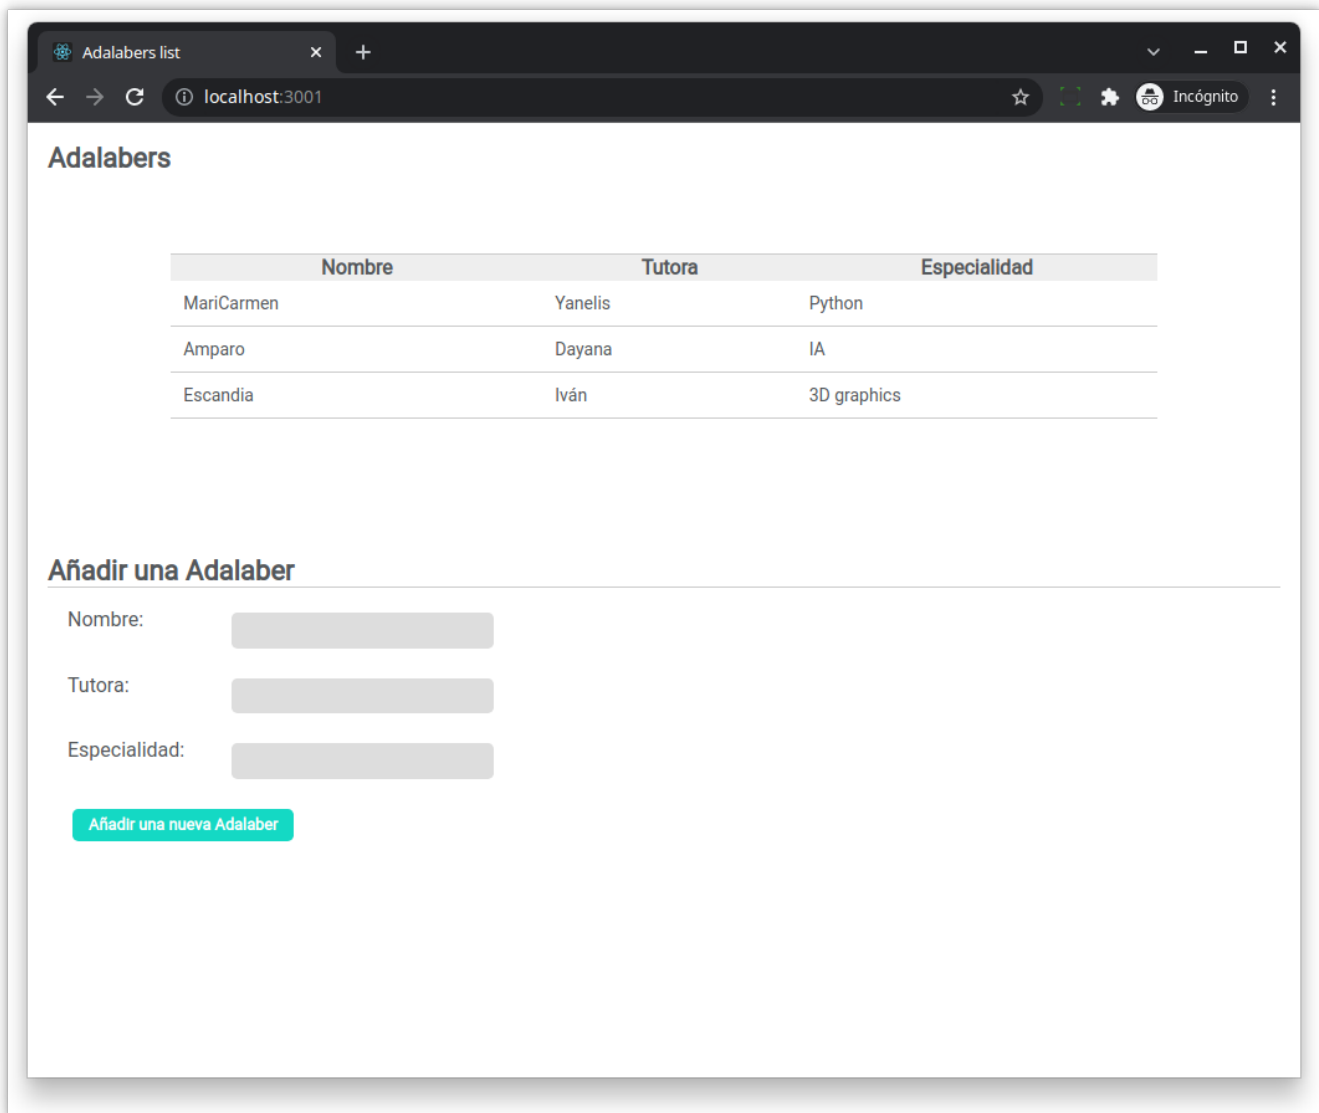 Adalabers list
localhost:3001
Incógnito
Adalabers
Nombre Tutora Especialidad
MariCarmen Yanelis Python
Amparo Dayana IA
Escandia Iván 3D graphics
Añadir una Adalaber
Nombre:
Tutora:
Especialidad:
Añadir una nueva Adalaber